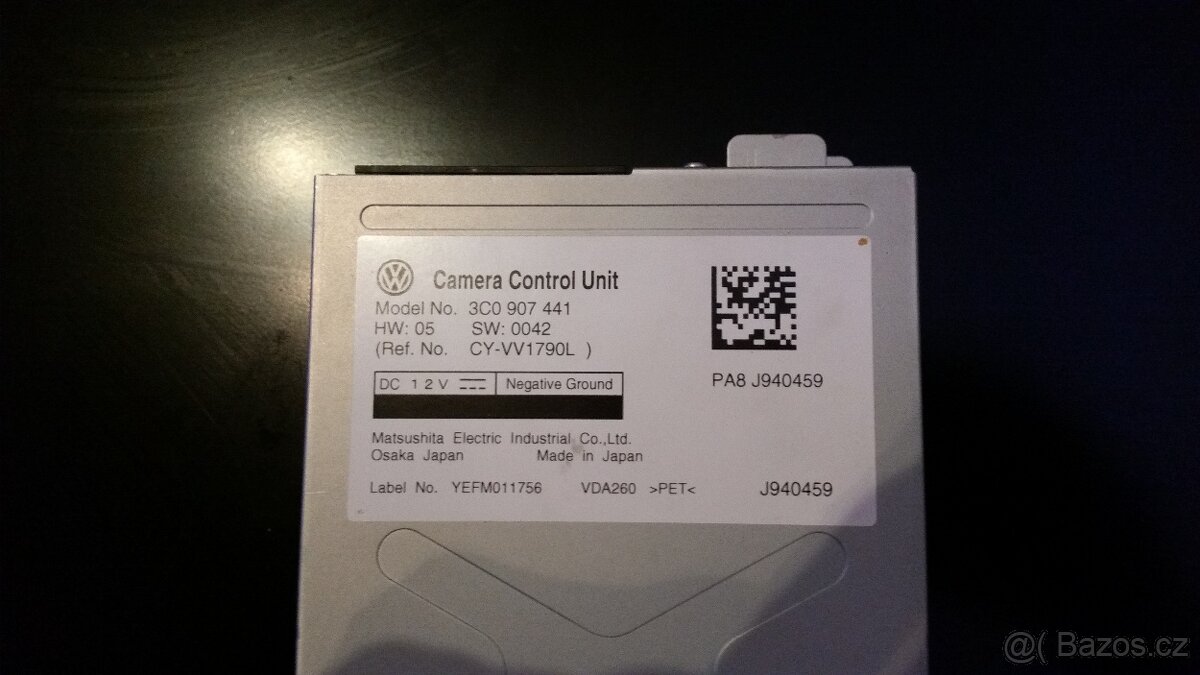 Camera Control Unit
Model No. 3C0 907 441
HW: 05 SW: 0042
(Ref. No. CY-VV1790L )
DC 12V Negative Ground
PA8 J940459
Matsushita Electric Industrial Co.,Ltd.
Osaka Japan Made in Japan
Label No. YEFM011756 VDA260 >PET< J940459
@( Bazos.cz